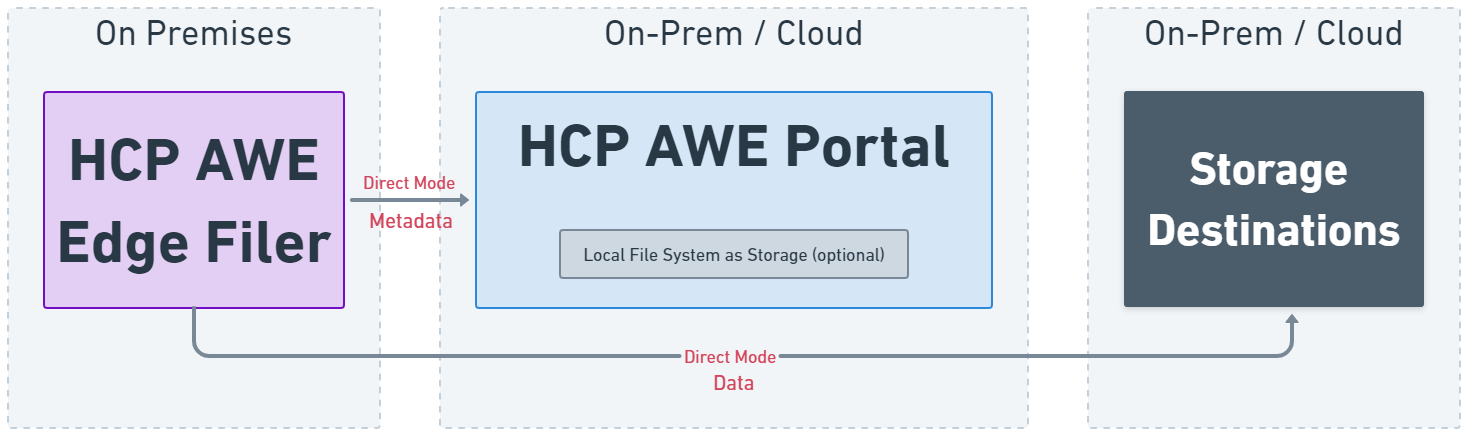 On Premises
On-Prem / Cloud
On-Prem / Cloud
HCP AWE
Edge Filer
Direct Mode
Metadata
HCP AWE Portal
Local File System as Storage (optional)
Storage
Destinations
Direct Mode
Data